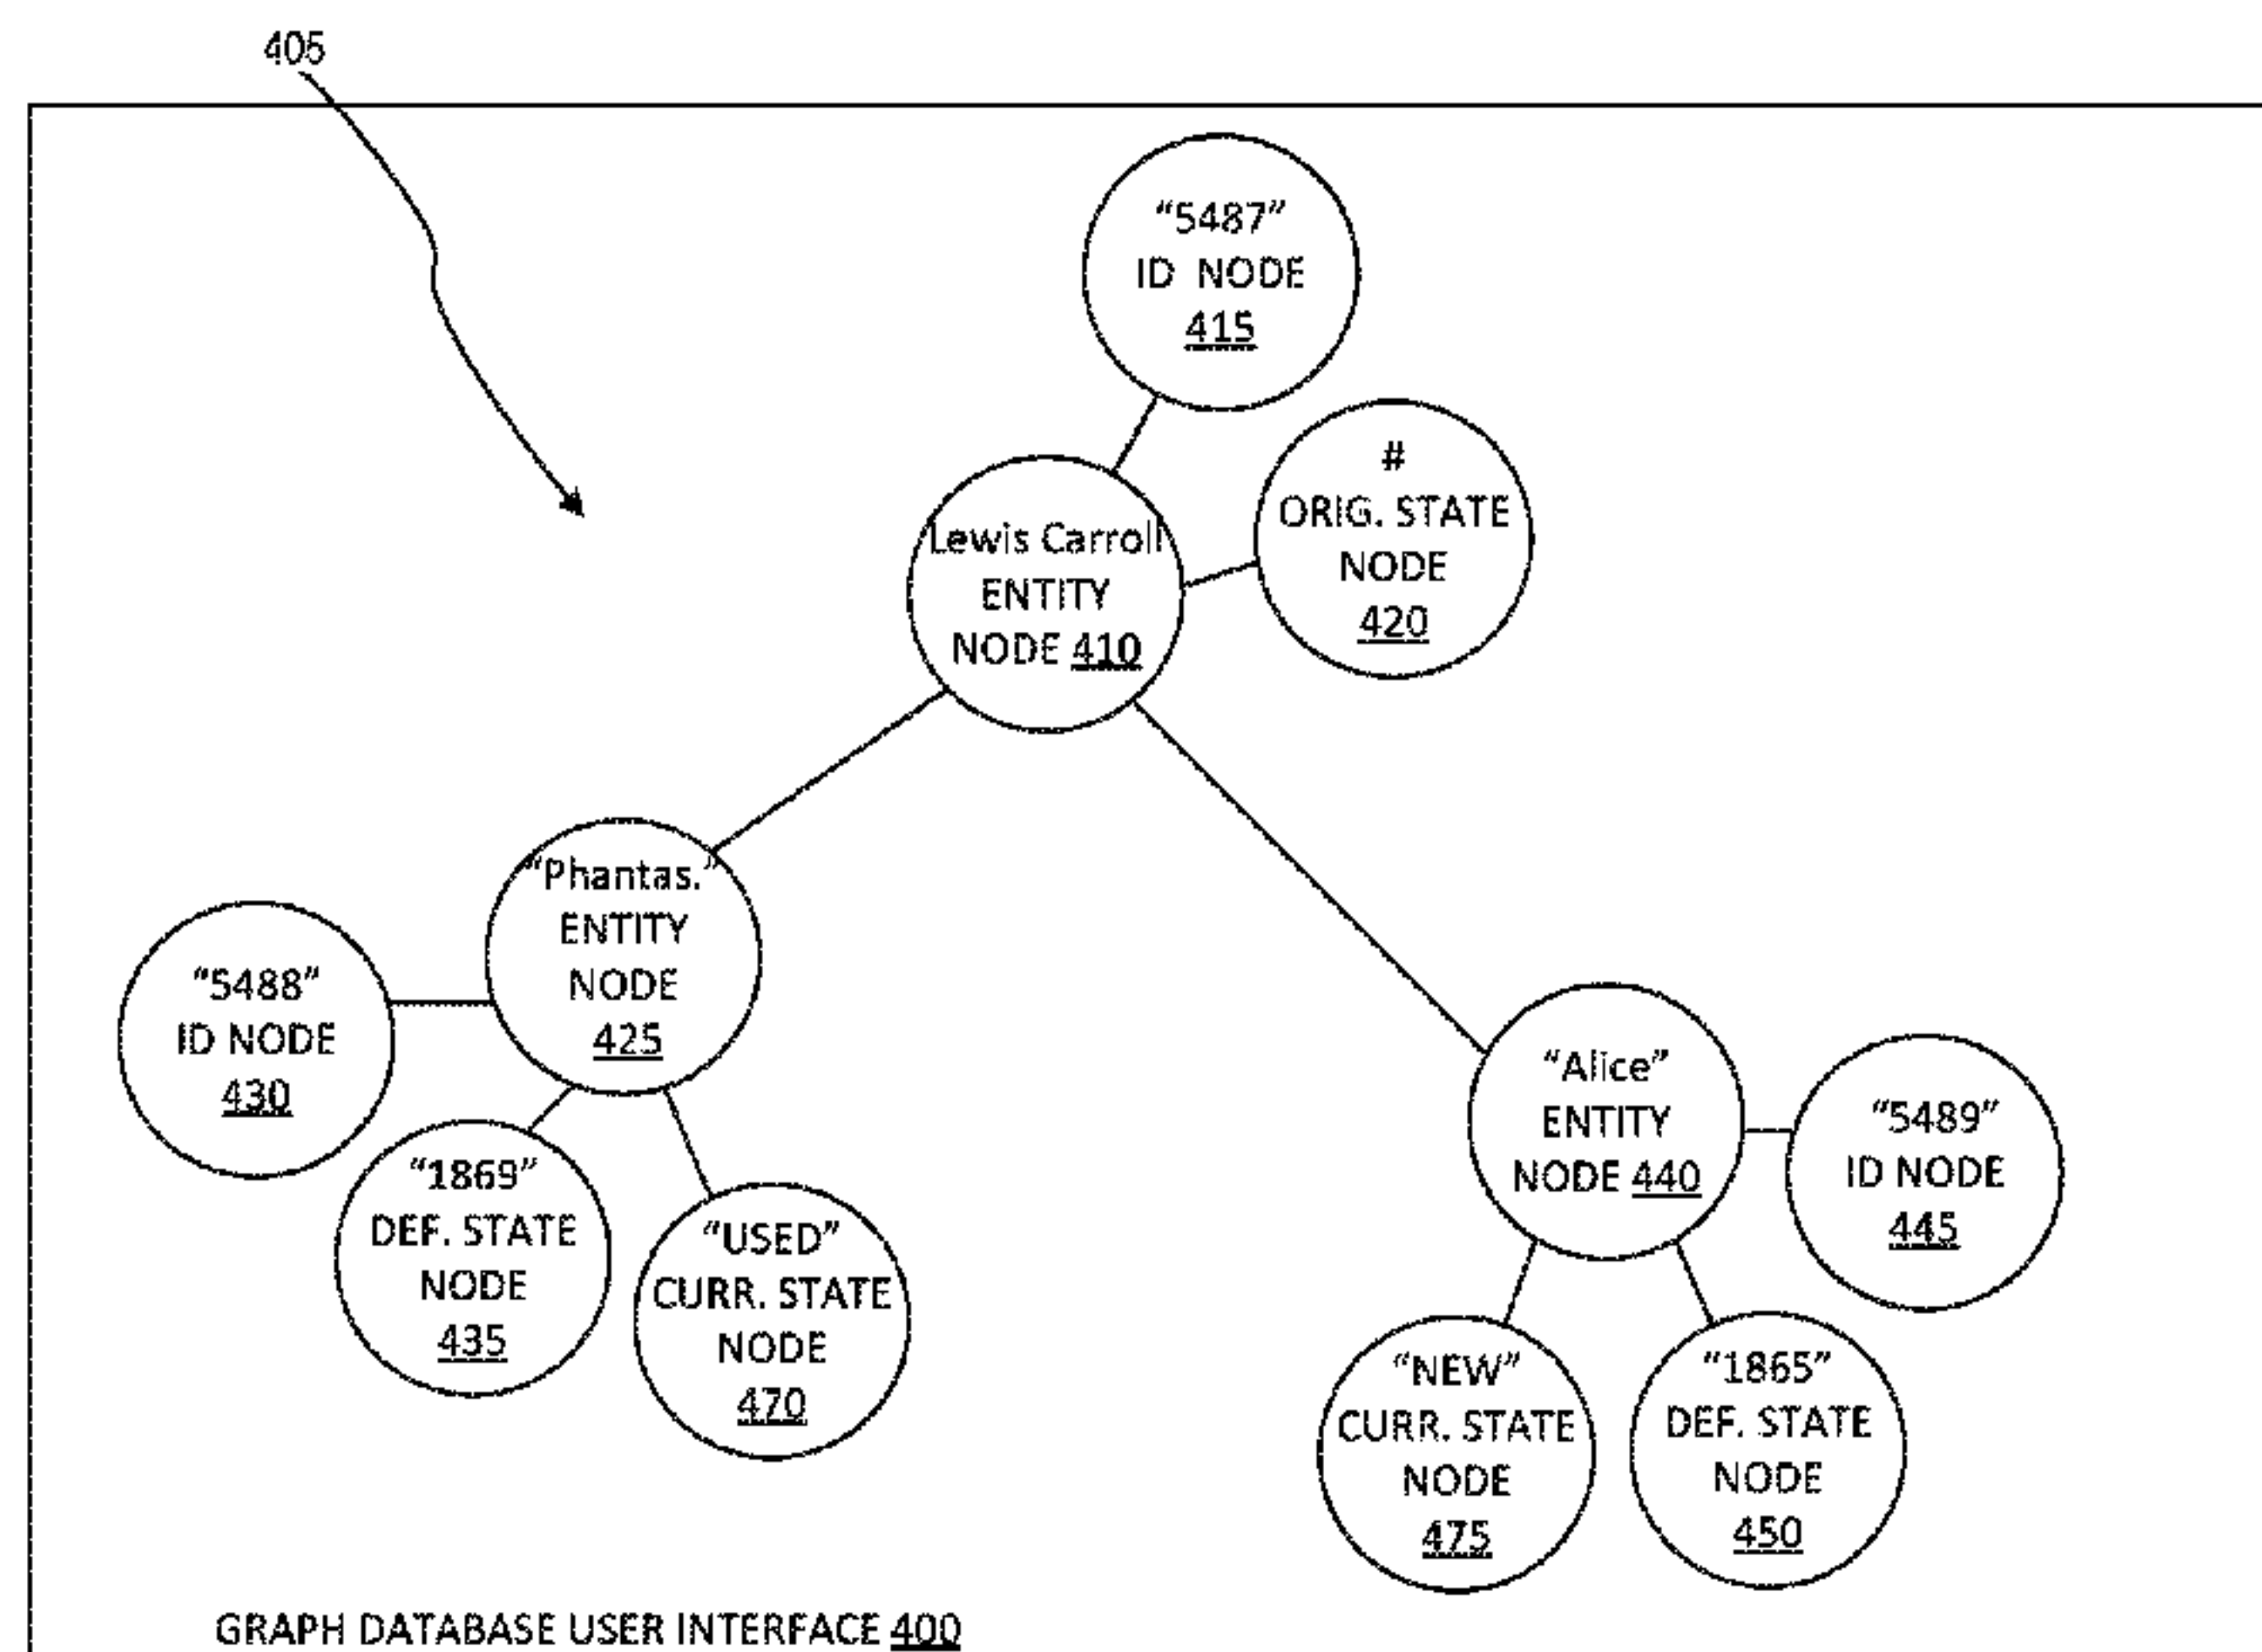 405
“5487”
ID NODE
415
#
ORIG. STATE
NODE
420
Lewis Carroll
ENTITY
NODE 410
“Phantas.”
ENTITY
NODE
425
“5488”
ID NODE
430
“1869”
DEF. STATE
NODE
435
“USED”
CURR. STATE
NODE
470
“Alice”
ENTITY
NODE 440
“5489”
ID NODE
445
“NEW”
CURR. STATE
NODE
475
“1865”
DEF. STATE
NODE
450
GRAPH DATABASE USER INTERFACE 400